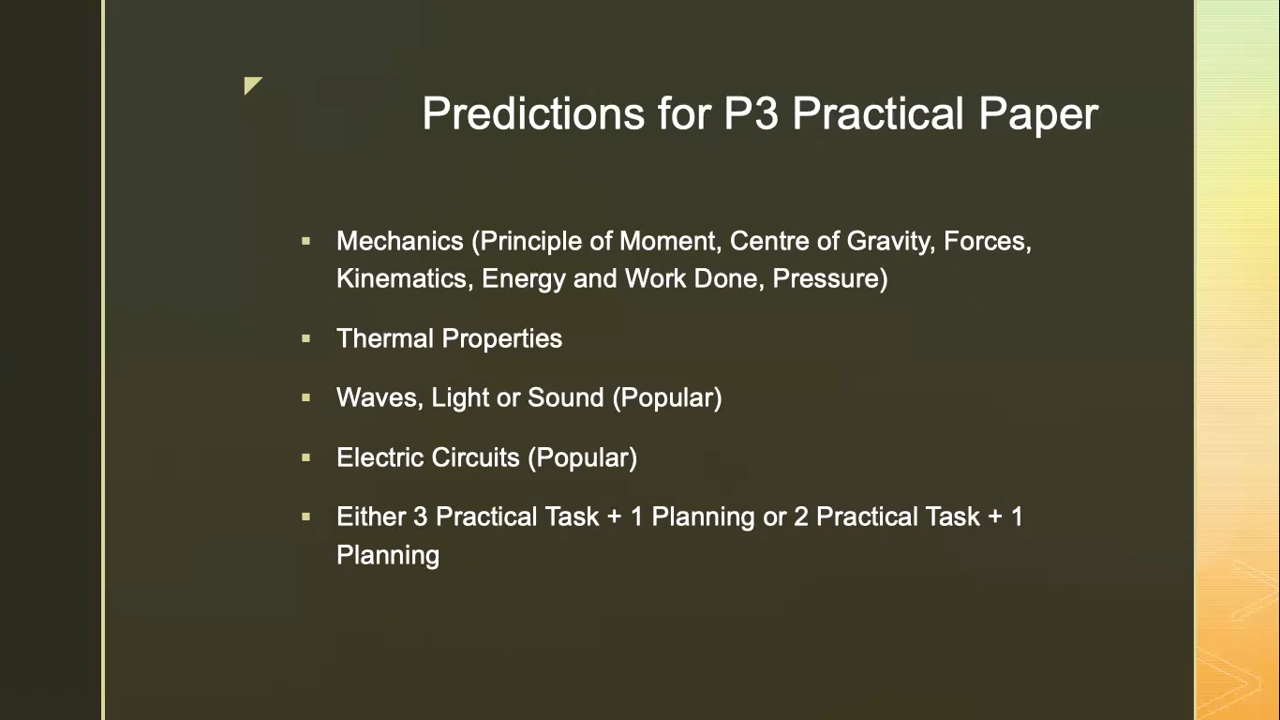 Predictions for P3 Practical Paper
▪ Mechanics (Principle of Moment, Centre of Gravity, Forces,
Kinematics, Energy and Work Done, Pressure)
▪ Thermal Properties
▪ Waves, Light or Sound (Popular)
▪ Electric Circuits (Popular)
▪ Either 3 Practical Task + 1 Planning or 2 Practical Task + 1
Planning